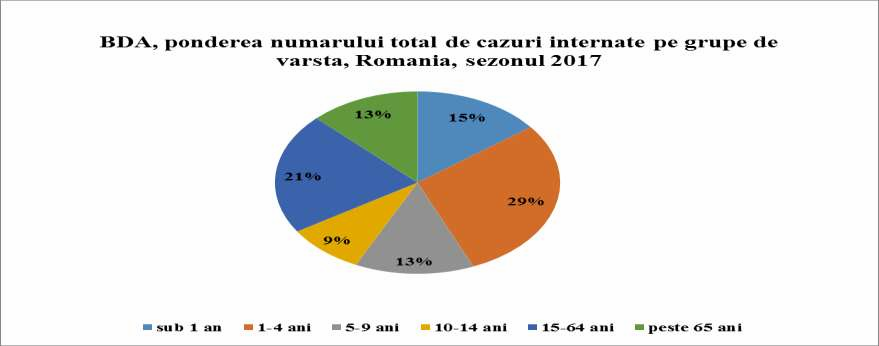 BDA, ponderea numarului total de cazuri internate pe grupe de
varsta, Romania, sezonul 2017
13%
15%
21%
29%
9%
13%
sub 1 an 1-4 ani 5-9 ani 10-14 ani 15-64 ani peste 65 ani